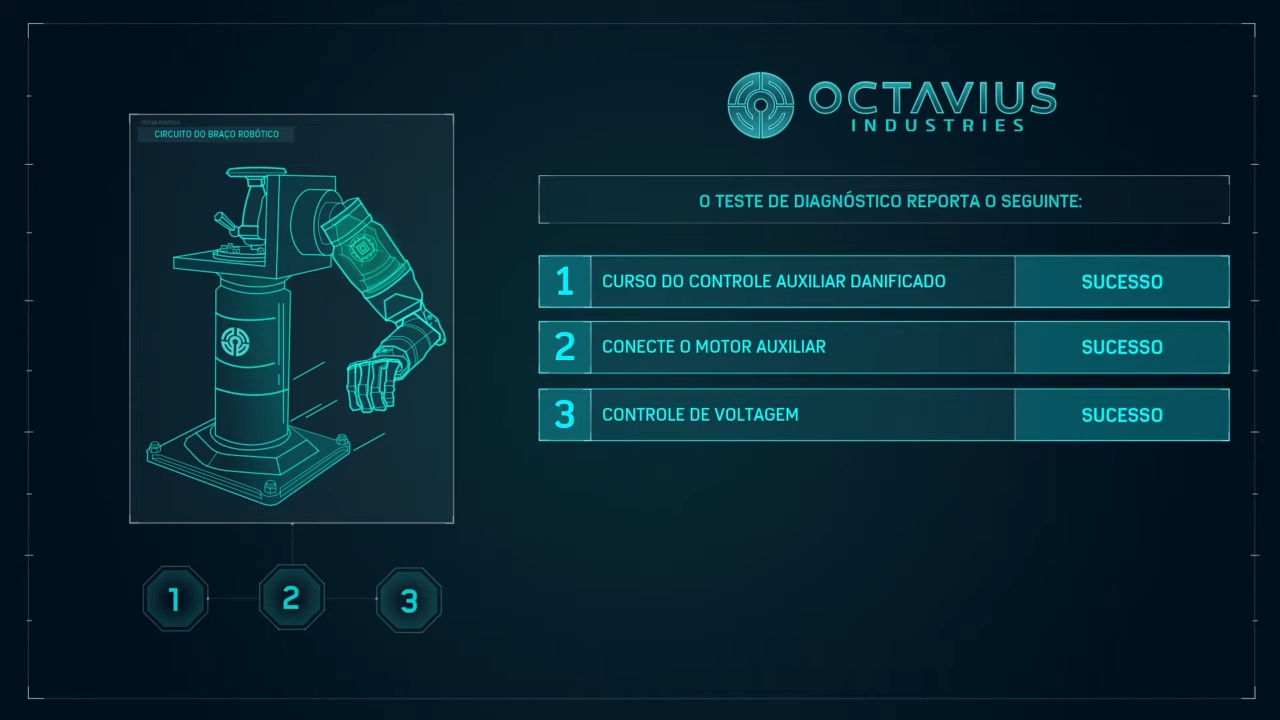 OCTAVIUS
INDUSTRIES
CIRCUITO DO BRAÇO ROBÓTICO
O TESTE DE DIAGNÓSTICO REPORTA O SEGUINTE:
1 CURSO DO CONTROLE AUXILIAR DANIFICADO SUCESSO
2 CONECTE O MOTOR AUXILIAR SUCESSO
3 CONTROLE DE VOLTAGEM SUCESSO
1 2 3